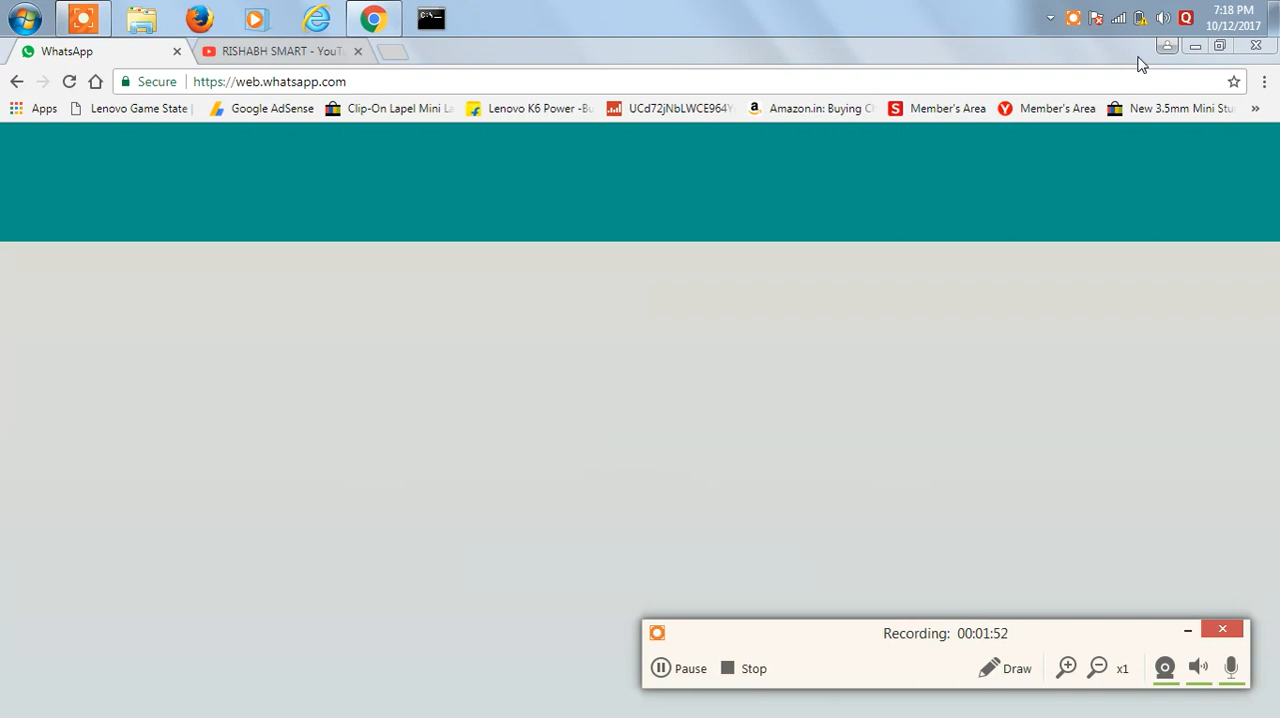 C:\_
7:18 PM
10/12/2017
WhatsApp
RISHABH SMART - YouTu
Secure
https://web.whatsapp.com
Apps
Lenovo Game State
Google AdSense
Clip-On Lapel Mini La
Lenovo K6 Power -Bu
UCd72jNbLWCE964Y
Amazon.in: Buying C
Member's Area
Member's Area
New 3.5mm Mini Stu
»
Recording: 00:01:52
Pause
Stop
Draw
x1